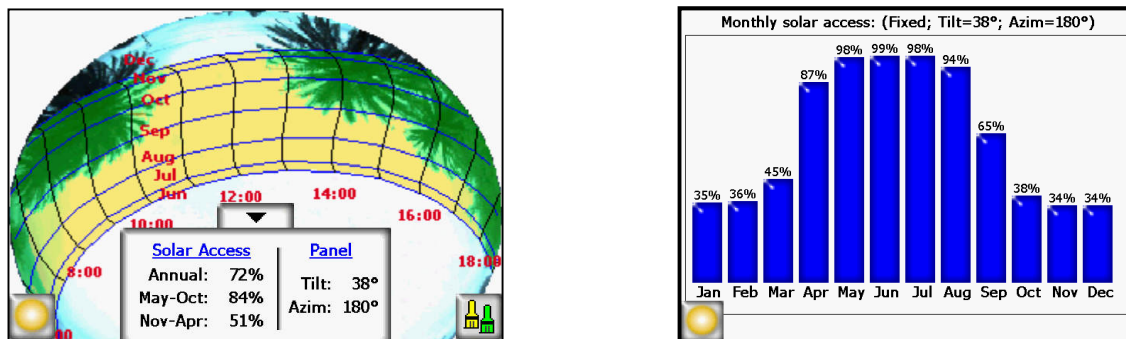 Dec
Nov
Oct
Sep
Aug
Jul
Jun
12:00
14:00
10:00
16:00
8:00
18:00
00
Solar Access
Annual: 72%
May-Oct: 84%
Nov-Apr: 51%
Panel
Tilt: 38°
Azim: 180°
Monthly solar access: (Fixed; Tilt=38°; Azim=180°)
35% 36% 45% 87% 98% 99% 98% 94% 65% 38% 34% 34%
Jan Feb Mar Apr May Jun Jul Aug Sep Oct Nov Dec